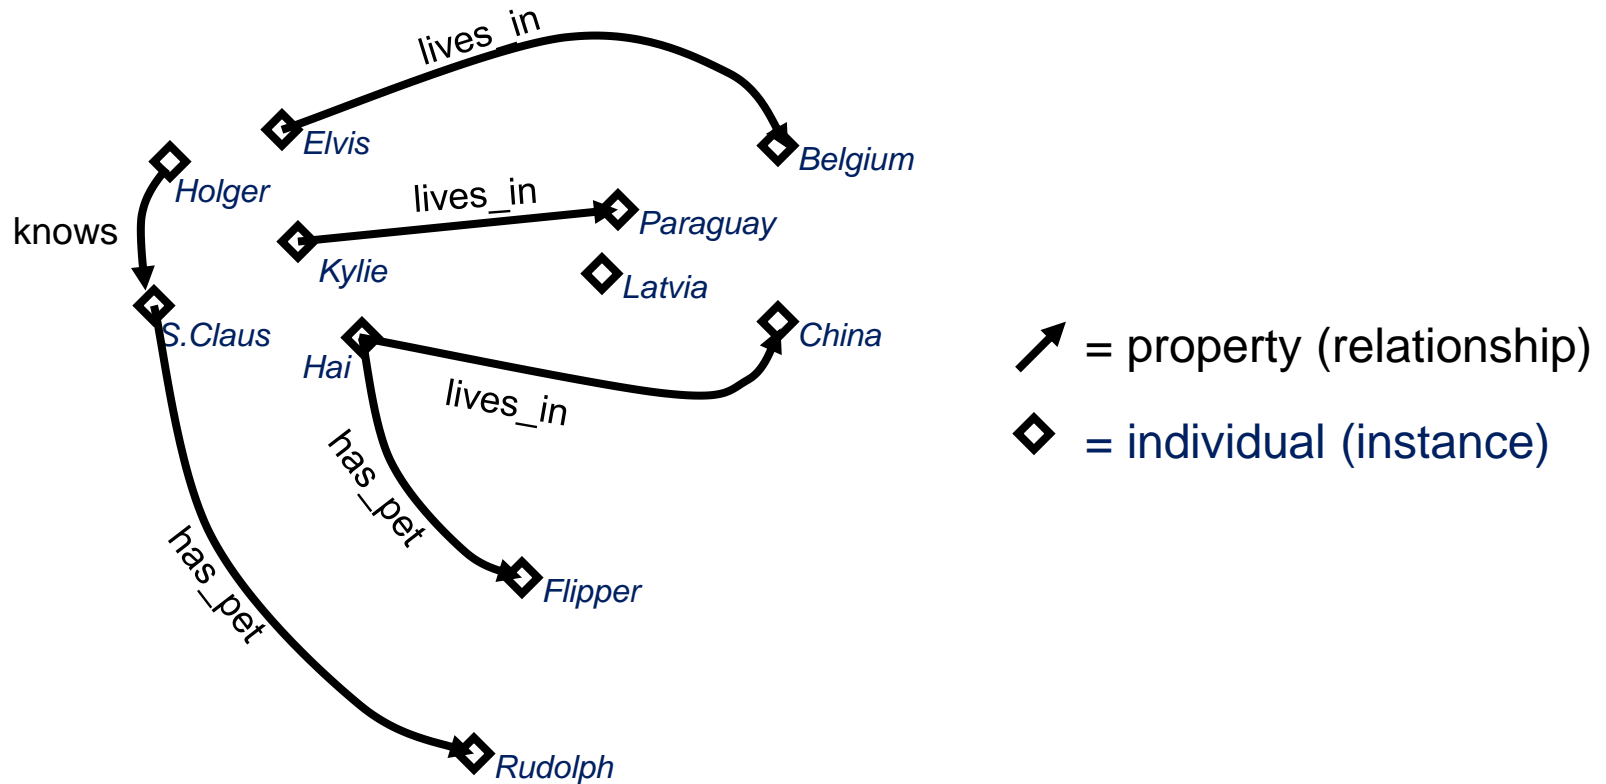 lives_in
Elvis
Belgium
Holger
lives_in
Paraguay
knows
Kylie
Latvia
S.Claus
Hai
China
lives_in
= property (relationship)
= individual (instance)
has_pet
Flipper
has_pet
Rudolph